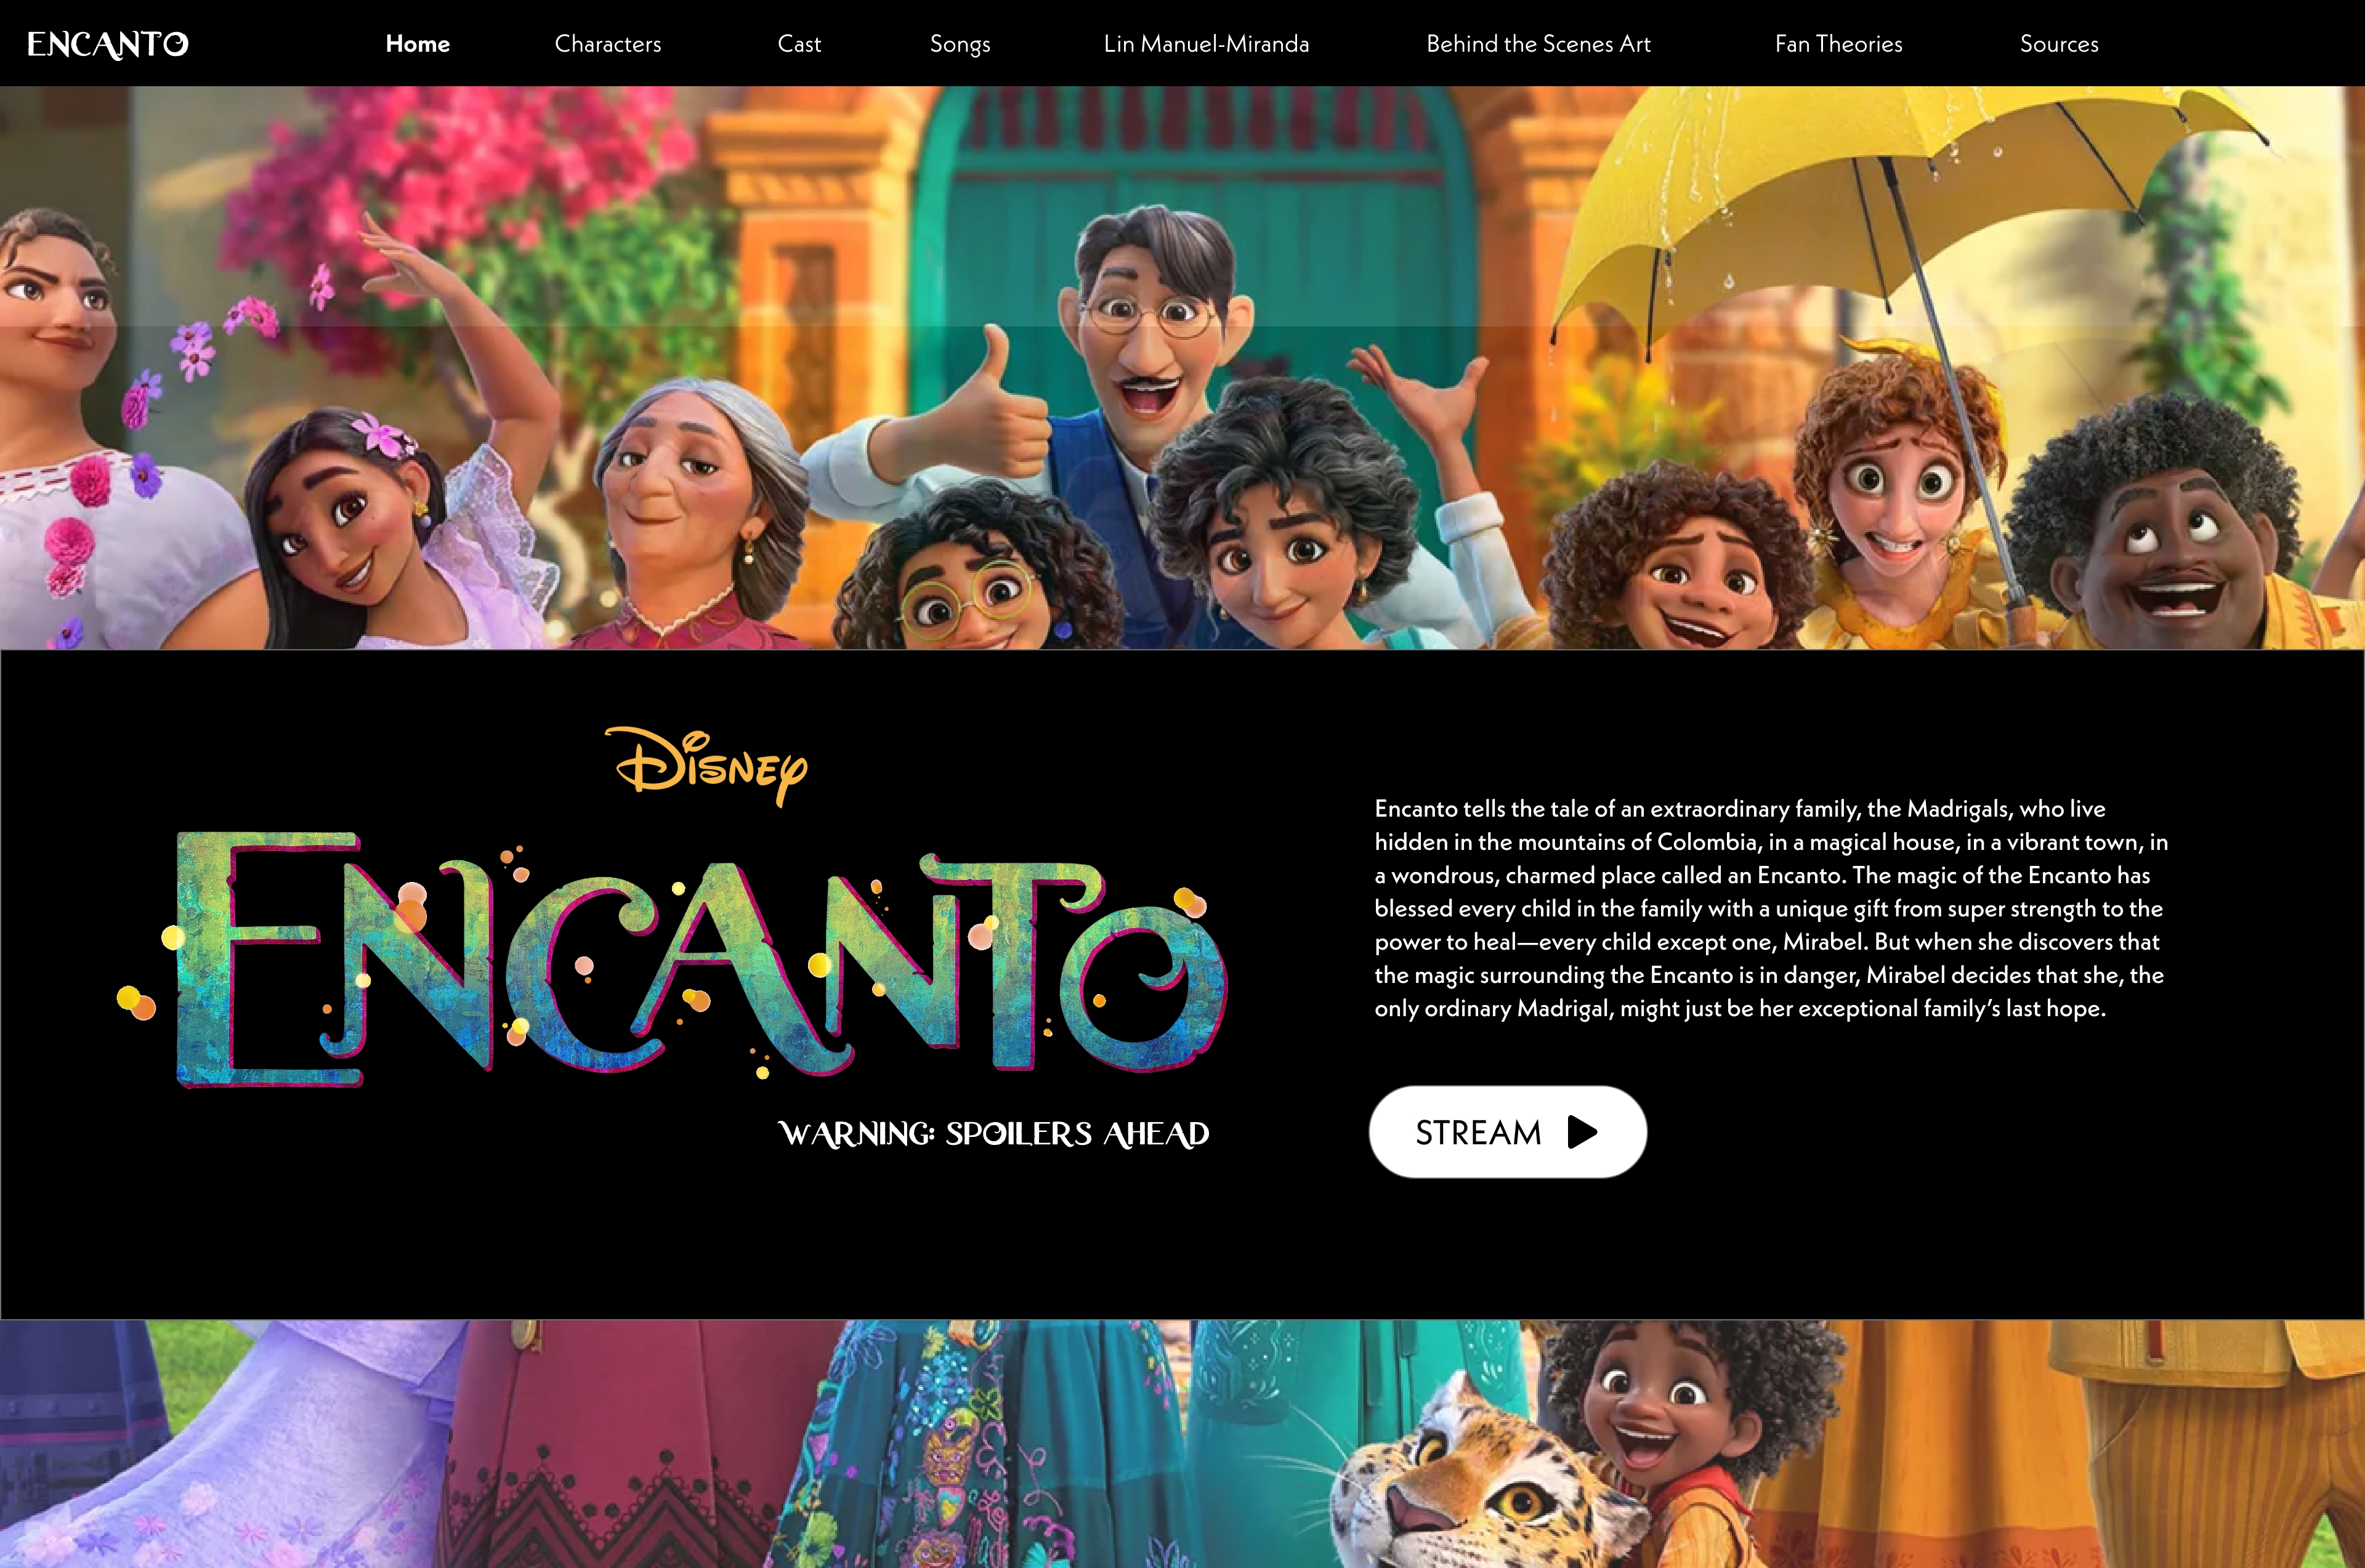 ENCANTO
Home
Characters
Cast
Songs
Lin Manuel-Miranda
Behind the Scenes Art
Fan Theories
Sources
Disney
ENCANTO
WARNING: SPOILERS AHEAD
Encanto tells the tale of an extraordinary family, the Madrigals, who live
hidden in the mountains of Colombia, in a magical house, in a vibrant town, in
a wondrous, charmed place called an Encanto. The magic of the Encanto has
blessed every child in the family with a unique gift from super strength to the
power to heal—every child except one, Mirabel. But when she discovers that
the magic surrounding the Encanto is in danger, Mirabel decides that she, the
only ordinary Madrigal, might just be her exceptional family’s last hope.
STREAM